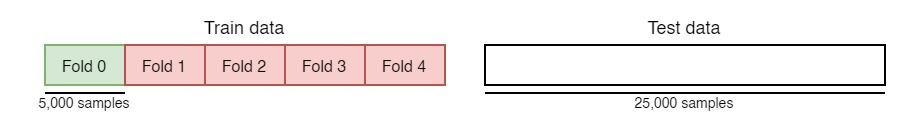 Train data
Test data
Fold 0
Fold 1
Fold 2
Fold 3
Fold 4
5,000 samples
25,000 samples